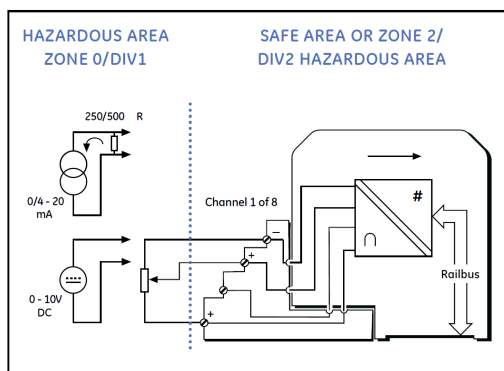 HAZARDOUS AREA
ZONE 0/DIV1
SAFE AREA OR ZONE 2/
DIV2 HAZARDOUS AREA
250/500 R
0/4 - 20
mA
Channel 1 of 8
−
+
+
#
∩
Railbus
0 - 10V
DC